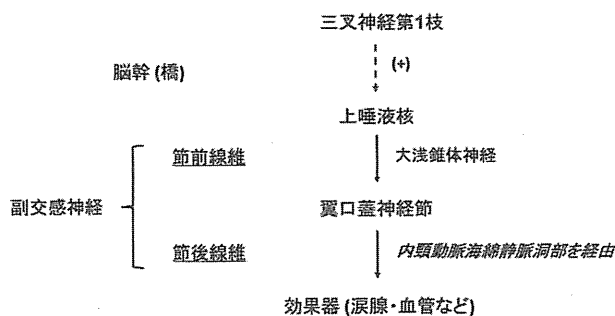 三叉神経第1枝
脳幹 (橋)
(+)
上唾液核
節前線維
大浅錐体神経
副交感神経
翼口蓋神経節
節後線維
内頸動脈海綿静脈洞部を経由
効果器 (涙腺・血管など)